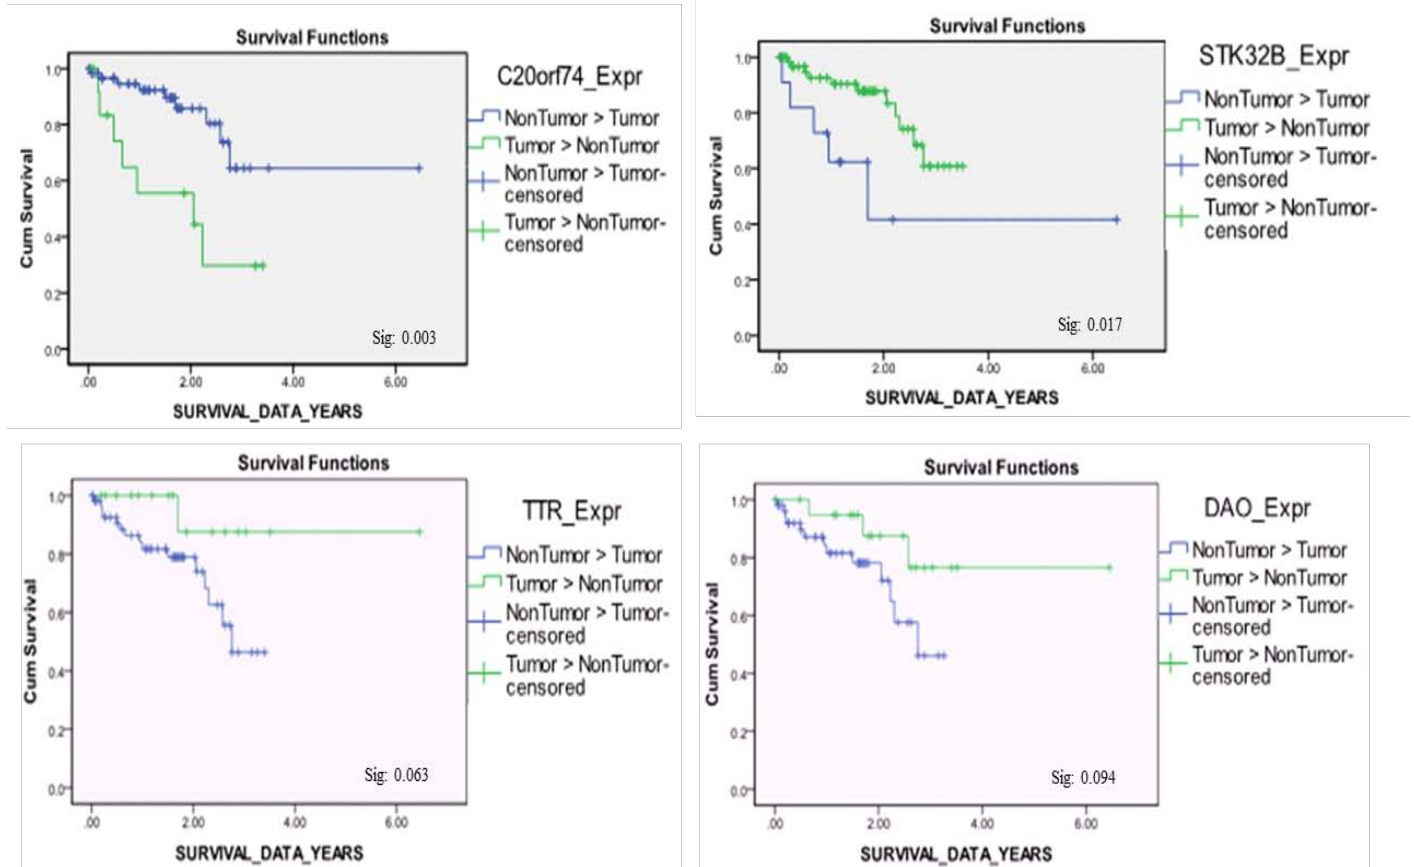 Survival Functions
C20orf74_Expr
NonTumor > Tumor
Tumor > NonTumor
NonTumor > Tumor-
censored
Tumor > NonTumor-
censored
Cum Survival
1.0
0.8
0.6
0.4
0.2
0.0
Sig: 0.003
.00 2.00 4.00 6.00
SURVIVAL_DATA_YEARS
Survival Functions
STK32B_Expr
NonTumor > Tumor
Tumor > NonTumor
NonTumor > Tumor-
censored
Tumor > NonTumor-
censored
Cum Survival
1.0
0.8
0.6
0.4
0.2
0.0
Sig: 0.017
.00 2.00 4.00 6.00
SURVIVAL_DATA_YEARS
Survival Functions
TTR_Expr
NonTumor > Tumor
Tumor > NonTumor
NonTumor > Tumor-
censored
Tumor > NonTumor-
censored
Cum Survival
1.0
0.8
0.6
0.4
0.2
0.0
Sig: 0.063
.00 2.00 4.00 6.00
SURVIVAL_DATA_YEARS
Survival Functions
DAO_Expr
NonTumor > Tumor
Tumor > NonTumor
NonTumor > Tumor-
censored
Tumor > NonTumor-
censored
Cum Survival
1.0
0.8
0.6
0.4
0.2
0.0
Sig: 0.094
.00 2.00 4.00 6.00
SURVIVAL_DATA_YEARS